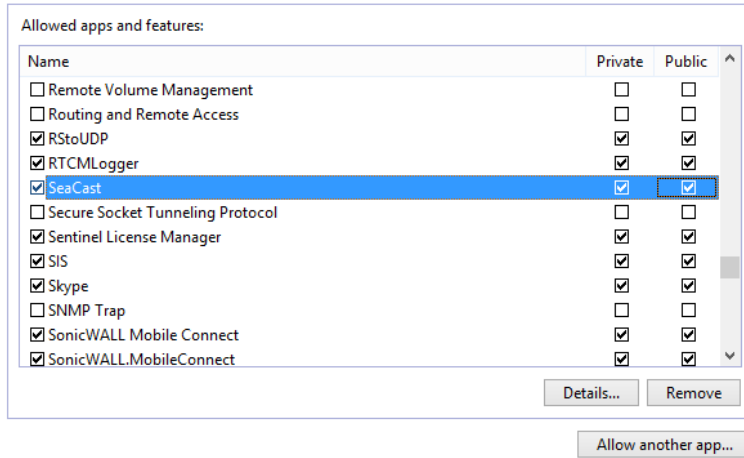 Allowed apps and features:
Name Private Public
Remote Volume Management
Routing and Remote Access
RStoUDP
RTCMLogger
SeaCast
Secure Socket Tunneling Protocol
Sentinel License Manager
SIS
Skype
SNMP Trap
SonicWALL Mobile Connect
SonicWALL.MobileConnect
Details... Remove
Allow another app...